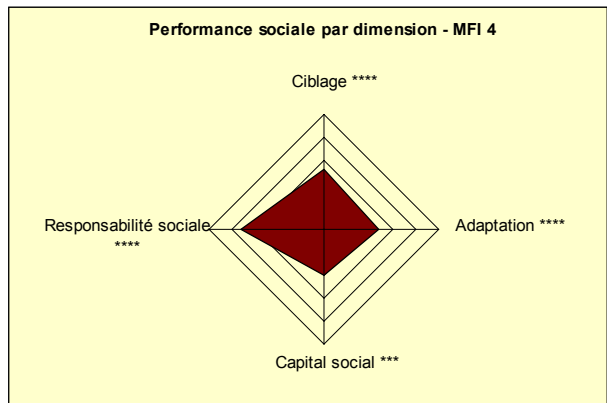 Performance sociale par dimension - MFI 4
Ciblage ****
Responsabilité sociale
****
Adaptation ****
Capital social ***